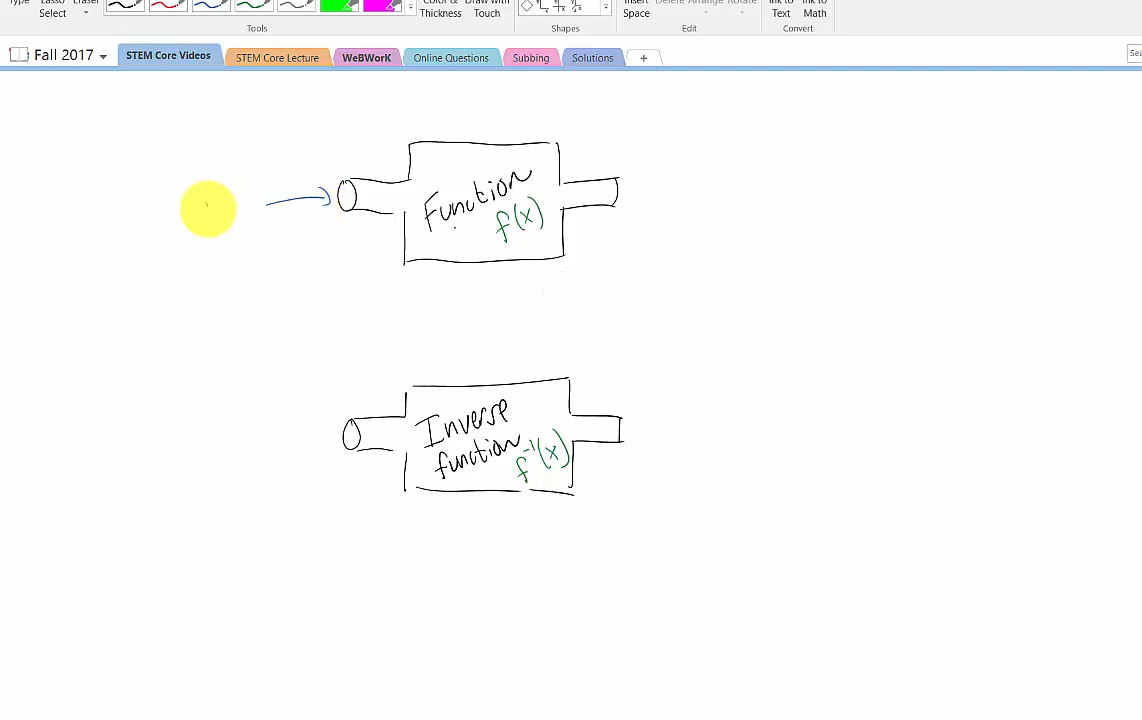 Type Lasso Select Eraser Color & Thickness Draw with Touch Insert Space Delete Arrange Rotate Ink to Text Ink to Math
Tools Shapes Edit Convert
Fall 2017 STEM Core Videos STEM Core Lecture WeBWorK Online Questions Subbing Solutions +
Function
f(x)
Inverse
function
f⁻¹(x)